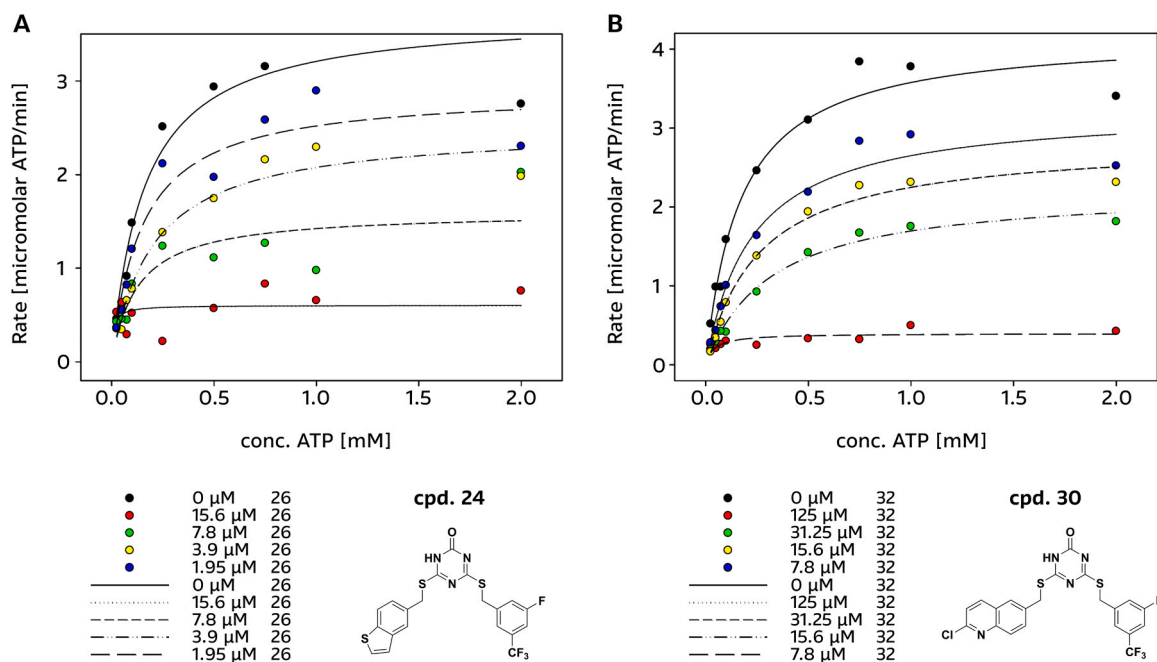 A
Rate [micromolar ATP/min]
3
2
1
0
0.0 0.5 1.0 1.5 2.0
conc. ATP [mM]
0 µM 26
15.6 µM 26
7.8 µM 26
3.9 µM 26
1.95 µM 26
0 µM 26
15.6 µM 26
7.8 µM 26
3.9 µM 26
1.95 µM 26
cpd. 24
O
HN N
S N S
F
S
CF3
B
Rate [micromolar ATP/min]
4
3
2
1
0
0.0 0.5 1.0 1.5 2.0
conc. ATP [mM]
0 µM 32
125 µM 32
31.25 µM 32
15.6 µM 32
7.8 µM 32
0 µM 32
125 µM 32
31.25 µM 32
15.6 µM 32
7.8 µM 32
cpd. 30
O
HN N
S N S
Cl N
CF3